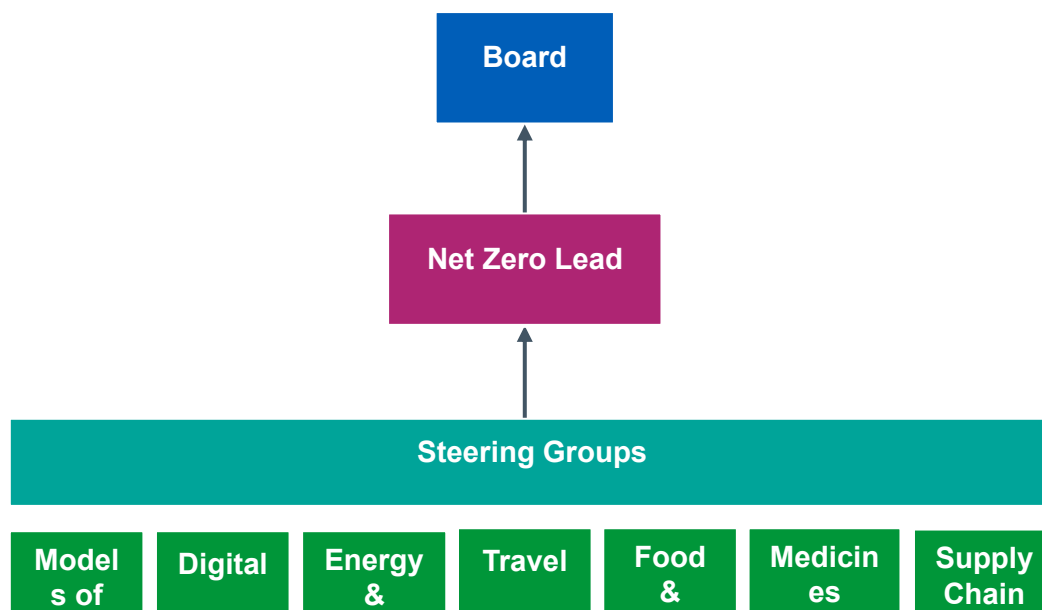 Board
Net Zero Lead
Steering Groups
Model
s of
Digital
Energy
&
Travel
Food
&
Medicin
es
Supply
Chain